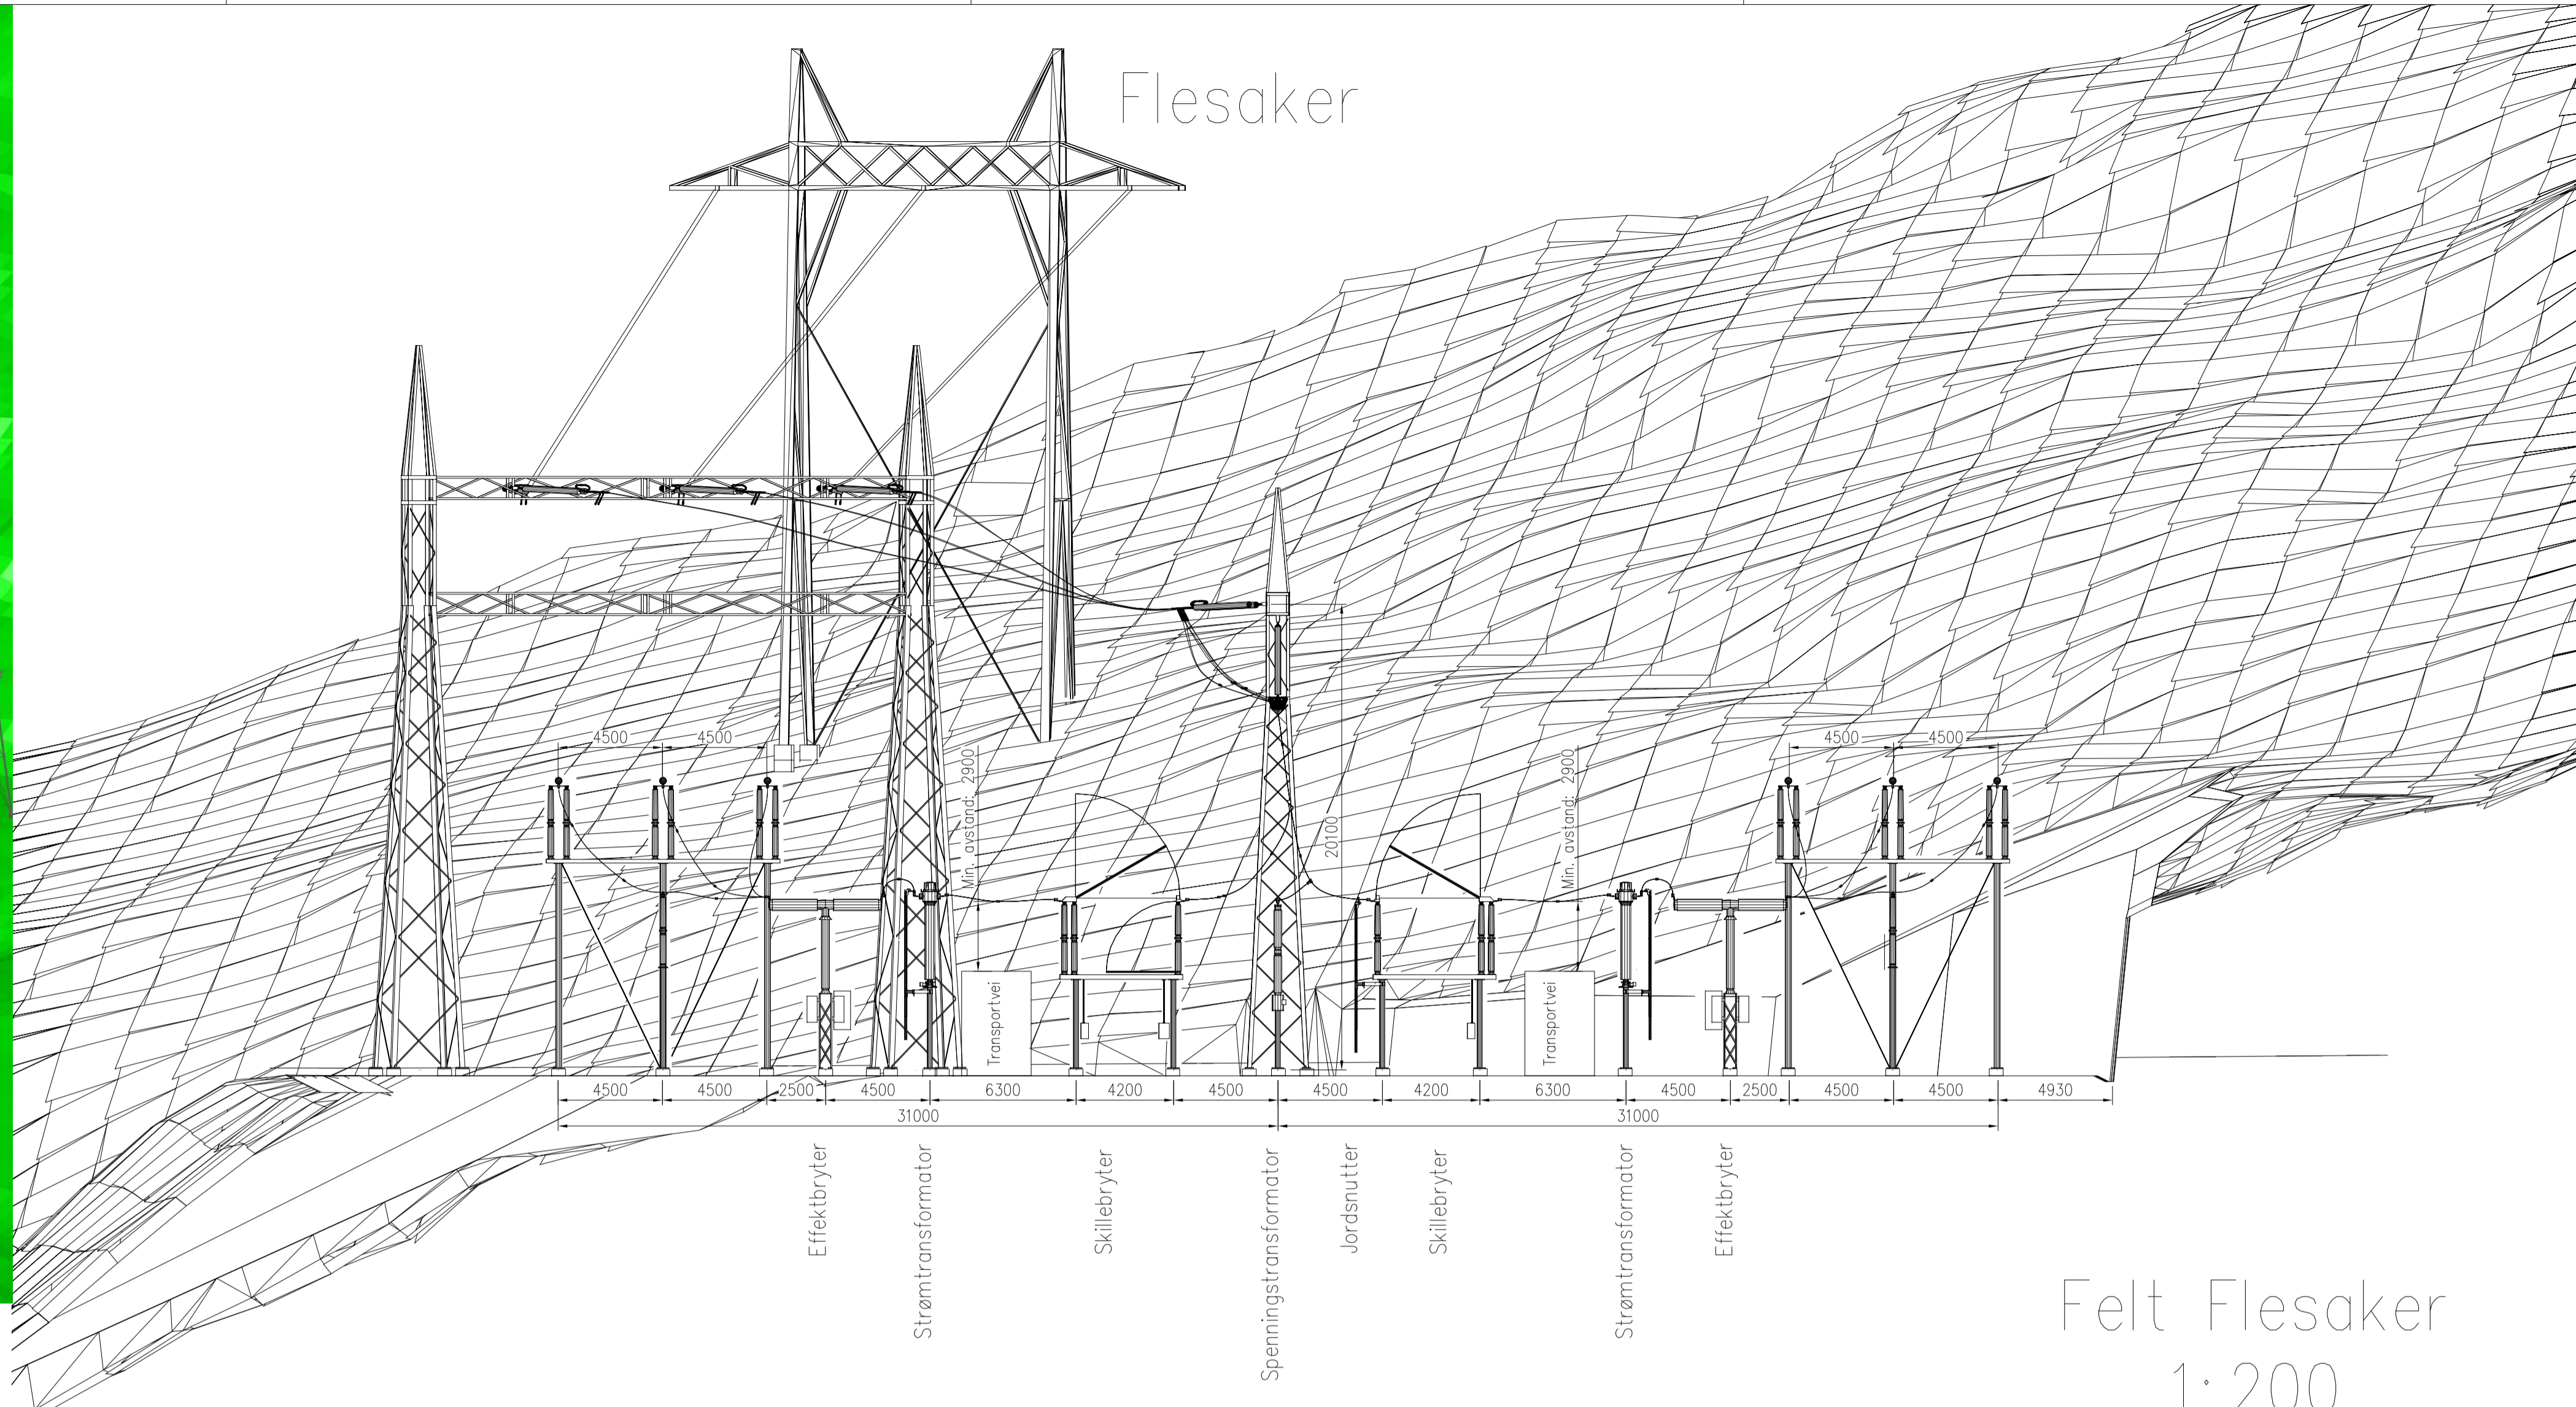 Flesaker
4500 4500
4500 4500
Min. avstand: 2900
Min. avstand: 2900
20100
Transportvei
Transportvei
4500 4500 2500 4500 6300 4200 4500 4500 4200 6300 4500 2500 4500 4500 4930
31000 31000
Effektbryter
Strømtransformator
Skillebryter
Spenningstransformator
Jordsnutter
Skillebryter
Strømtransformator
Effektbryter
Felt Flesaker
1:200